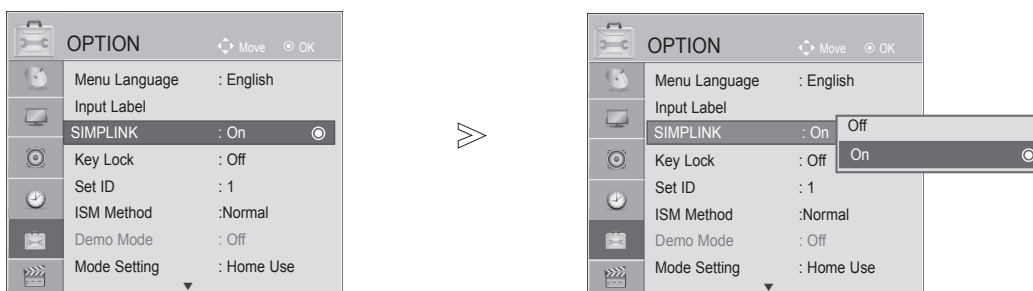 OPTION Move OK
Menu Language : English
Input Label
SIMPLINK : On
Key Lock : Off
Set ID : 1
ISM Method :Normal
Demo Mode : Off
Mode Setting : Home Use
OPTION Move OK
Menu Language : English
Input Label
SIMPLINK : On
Key Lock : Off
Set ID : 1
ISM Method :Normal
Demo Mode : Off
Mode Setting : Home Use
Off
On